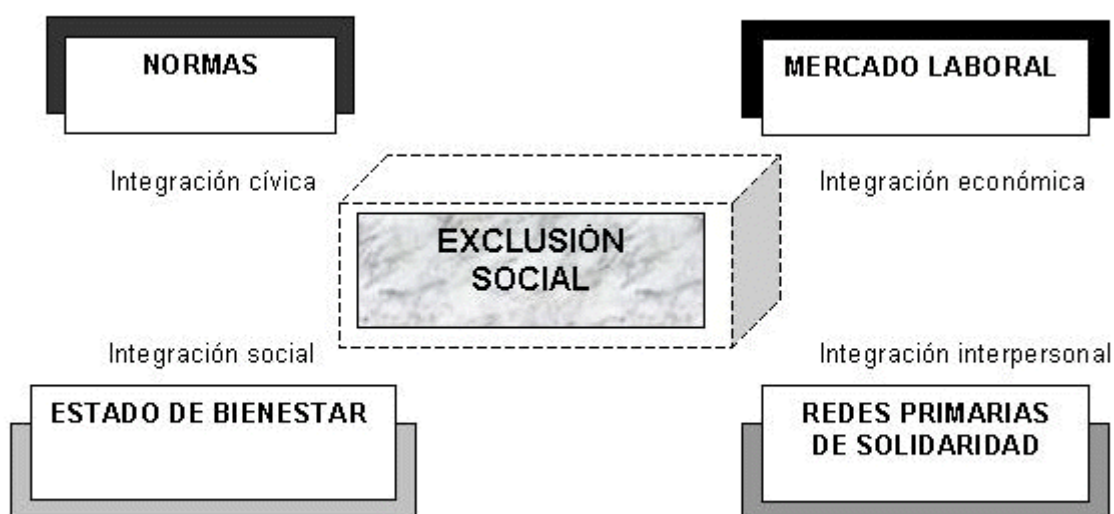 NORMAS
MERCADO LABORAL
Integración cívica
Integración económica
EXCLUSIÓN
SOCIAL
Integración social
Integración interpersonal
ESTADO DE BIENESTAR
REDES PRIMARIAS
DE SOLIDARIDAD